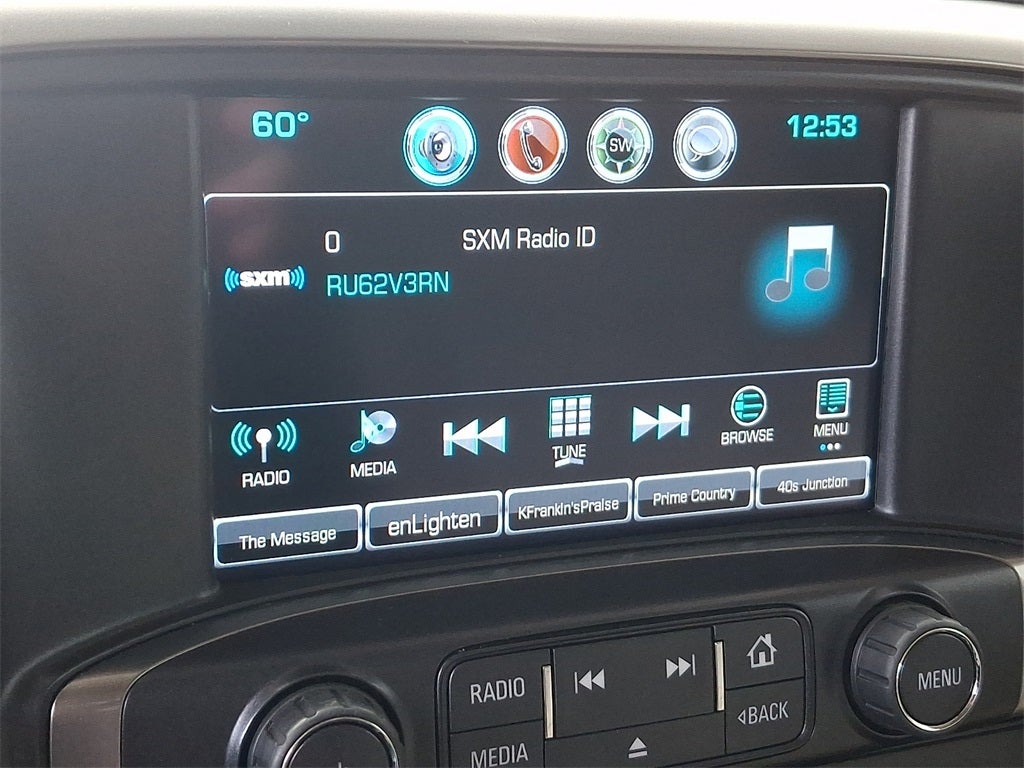 60°
SW
12:53
0 SXM Radio ID
((sxm))
RU62V3RN
RADIO
MEDIA
TUNE
BROWSE
MENU
The Message
enLighten
KFrankin'sPraise
Prime Country
40s Junction
RADIO
MENU
BACK
MEDIA